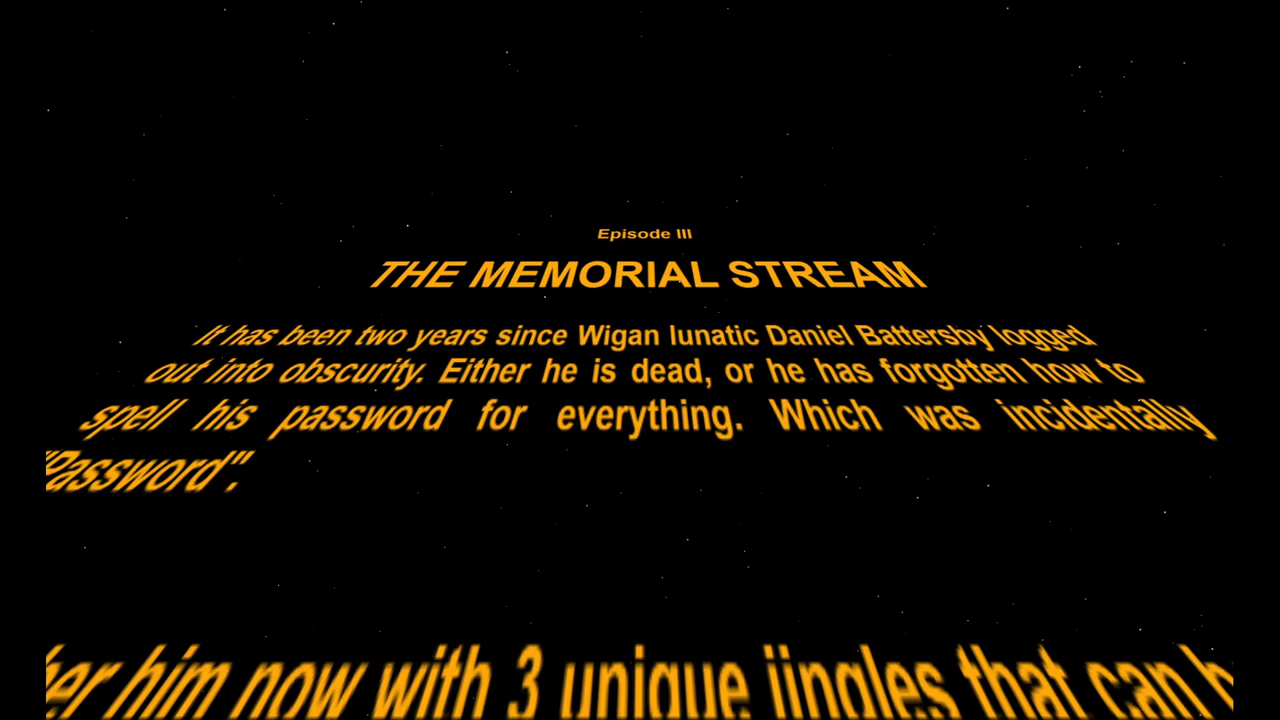 Episode III
THE MEMORIAL STREAM
It has been two years since Wigan lunatic Daniel Battersby logged
out into obscurity. Either he is dead, or he has forgotten how to
spell his password for everything. Which was incidentally
"Password".
him now with 3 unique jingles that can